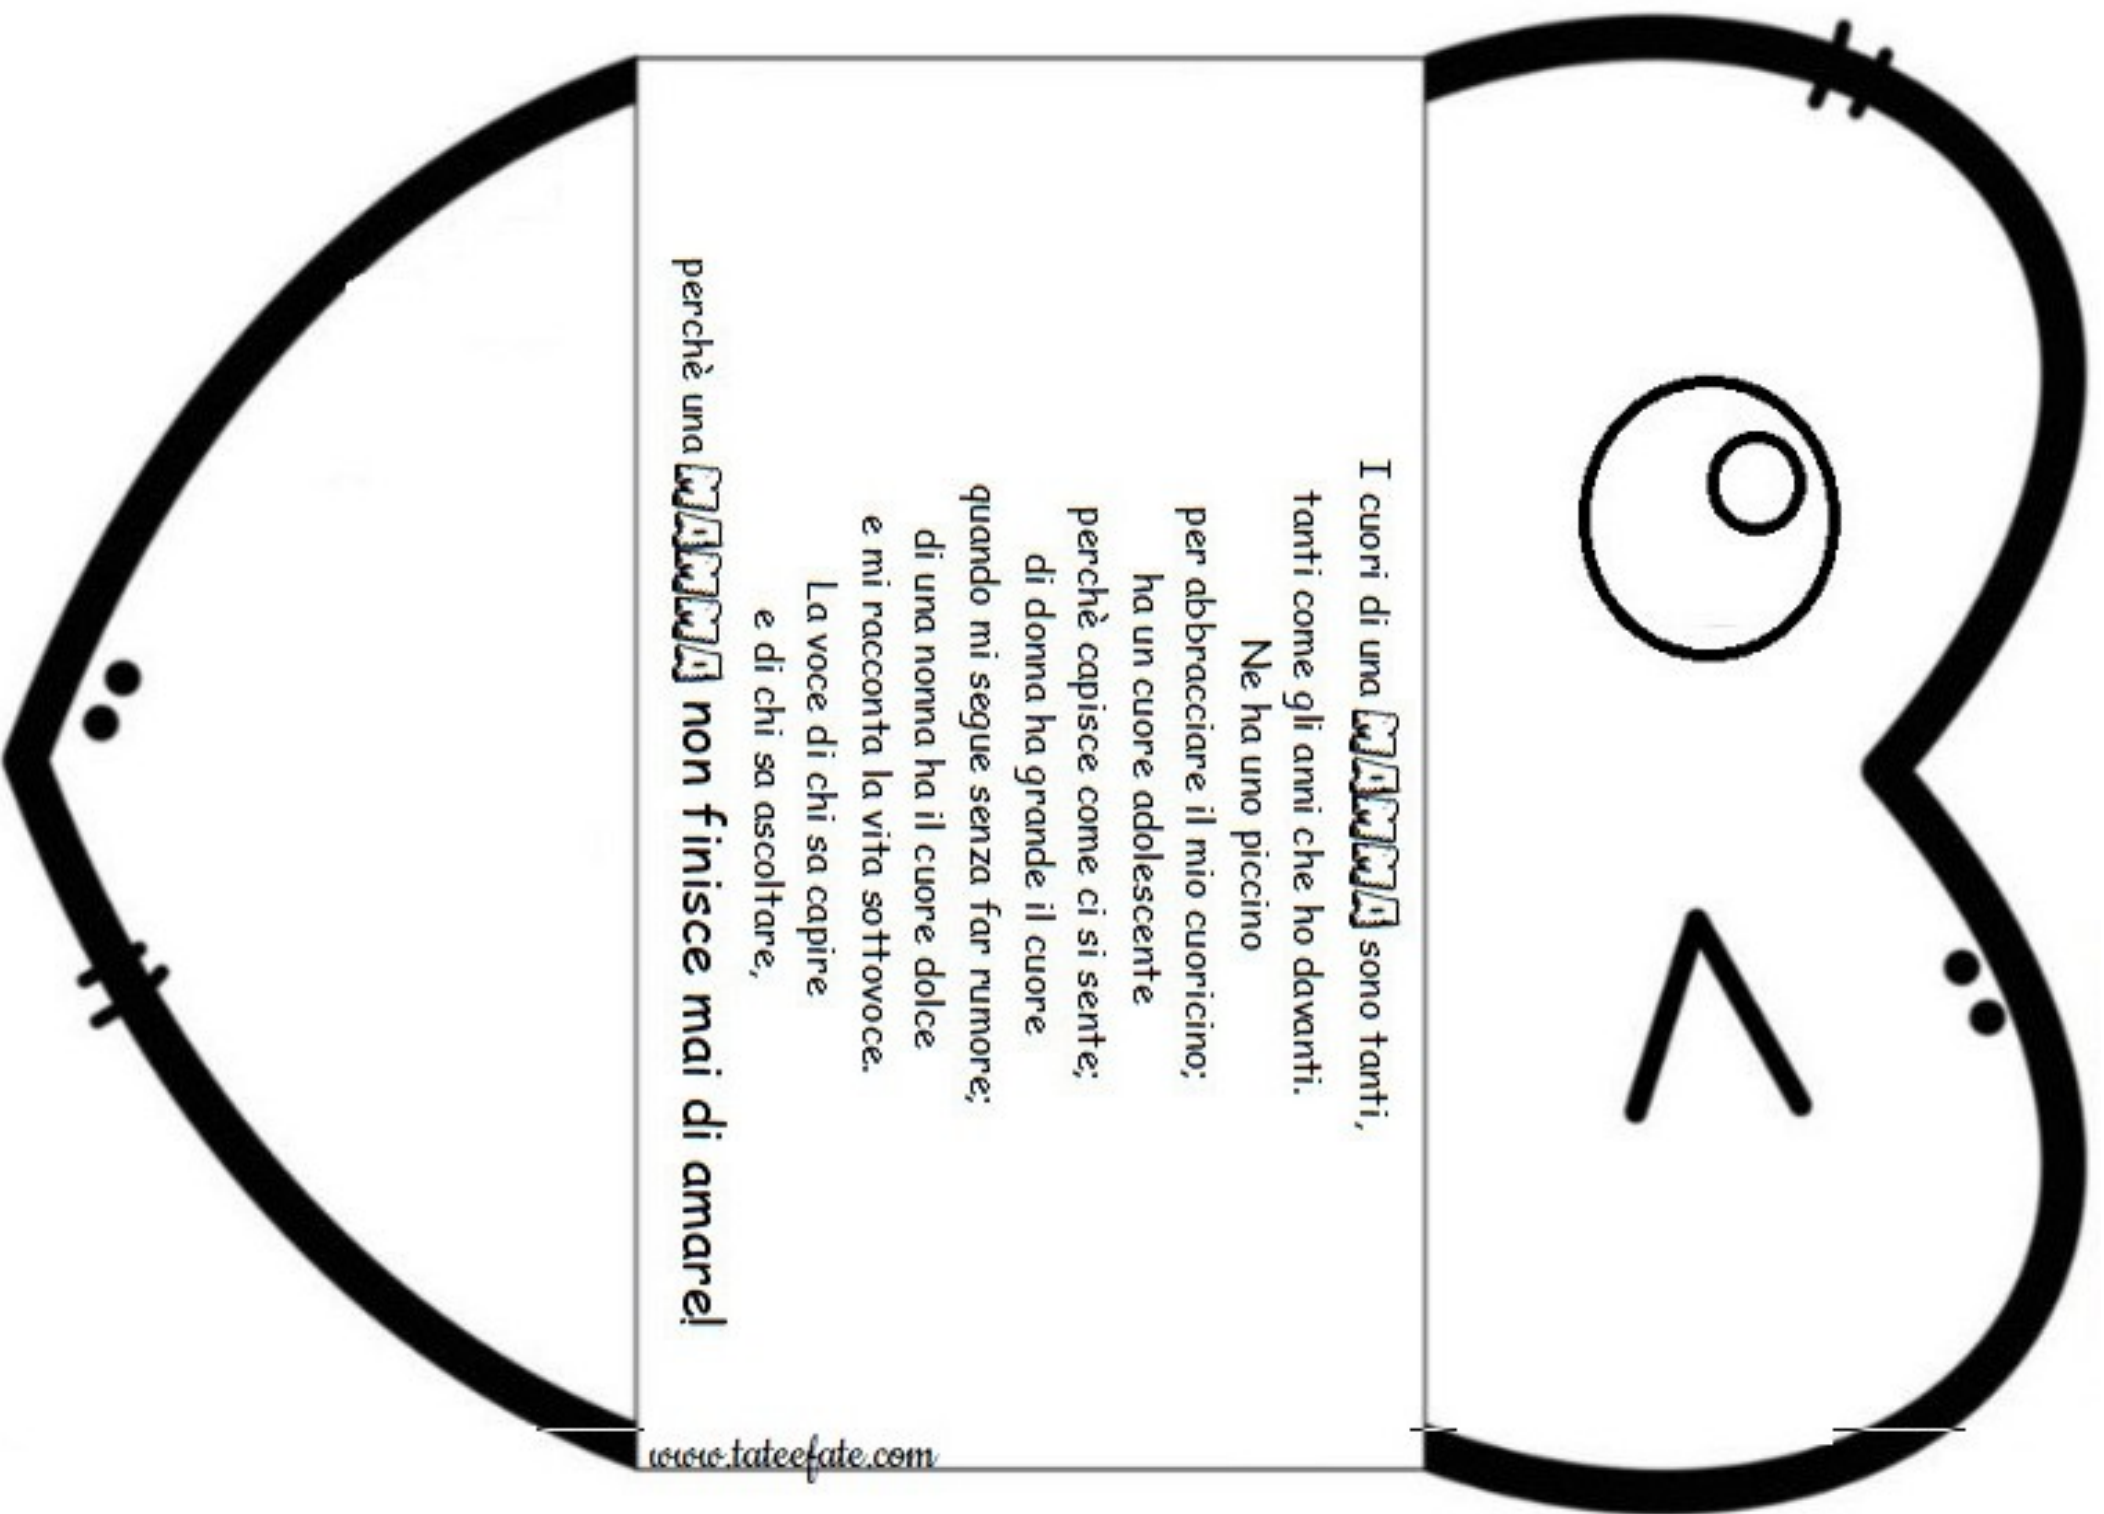 I cuori di una MAMMA sono tanti,
tanti come gli anni che ho davanti.
Ne ha uno piccino
per abbracciare il mio cuoricino;
ha un cuore adolescente
perchè capisce come ci si sente;
di donna ha grande il cuore
quando mi segue senza far rumore;
di una nonna ha il cuore dolce
e mi racconta la vita sottovoce.
La voce di chi sa capire
e di chi sa ascoltare,
perchè una MAMMA non finisce mai di amare!
www.tateefate.com